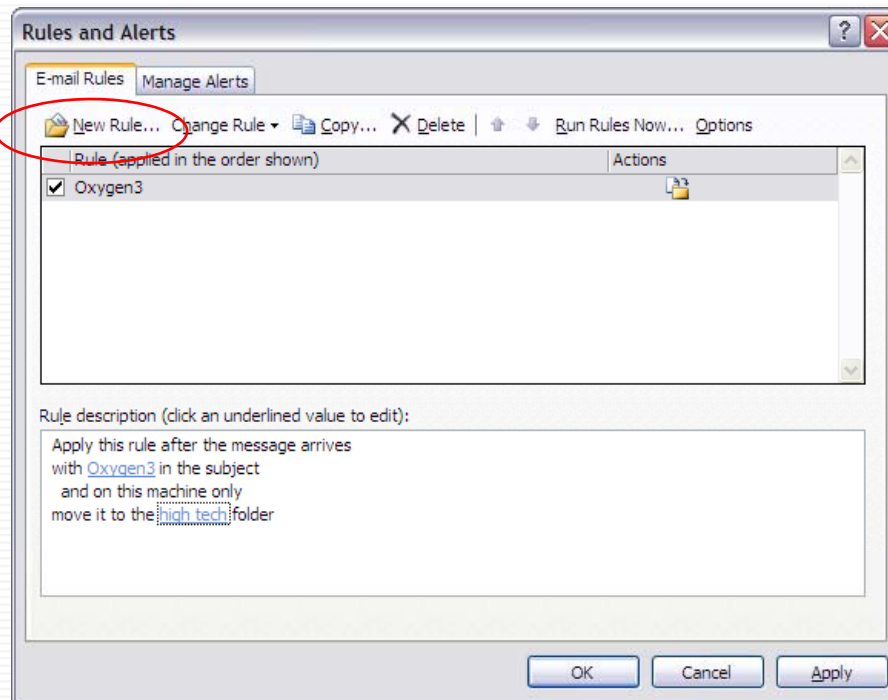 Rules and Alerts
E-mail Rules Manage Alerts
New Rule... Change Rule Copy... Delete Run Rules Now... Options
Rule (applied in the order shown) Actions
Oxygen3
Rule description (click an underlined value to edit):
Apply this rule after the message arrives
with Oxygen3 in the subject
and on this machine only
move it to the high tech folder
OK Cancel Apply